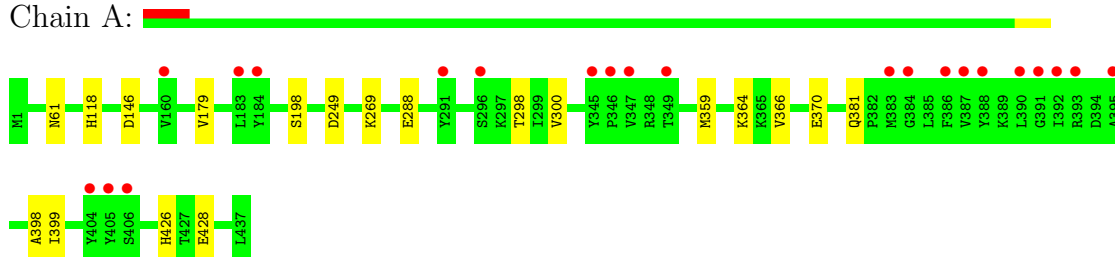 Chain A:
M1 N61 H118 D146 V160 V179 L183 Y184 S198 D249 K269 E288 Y291 S296 K297 T298 I299 V300 Y345 P346 V347 R348 T349 M359 K364 K365 V366 E370 Q381 P382 M383 G384 L385 F386 V387 Y388 K389 L390 G391 I392 R393 D394 A395
A398 I399 Y404 Y405 S406 H426 T427 E428 L437